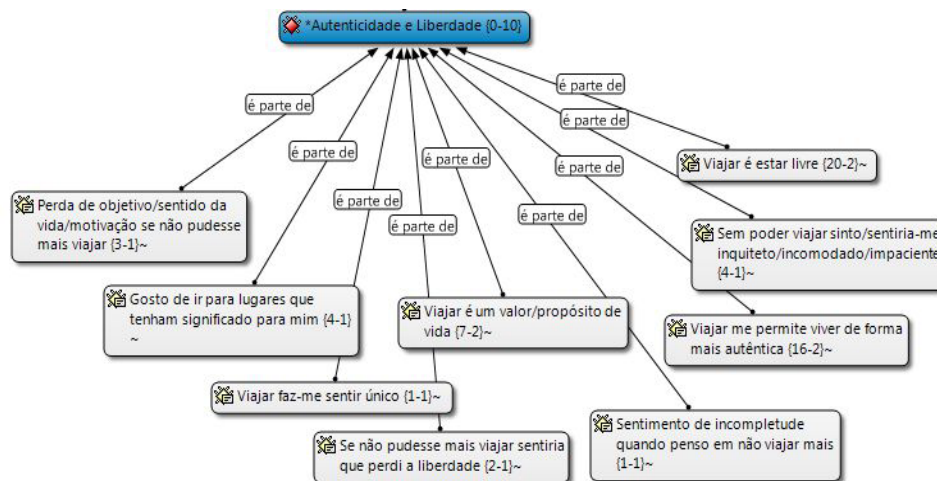 *Autenticidade e Liberdade {0-10}
é parte de
é parte de
é parte de
é parte de
é parte de
é parte de
é parte de
é parte de
é parte de
é parte de
Viajar é estar livre {20-2}~
Perda de objetivo/sentido da
vida/motivação se não pudesse
mais viajar {3-1}~
Sem poder viajar sinto/sentiria-me
inquiteto/incomodado/impaciente
{4-1}~
Gosto de ir para lugares que
tenham significado para mim {4-1}
~
Viajar é um valor/propósito de
vida {7-2}~
Viajar me permite viver de forma
mais autêntica {16-2}~
Viajar faz-me sentir único {1-1}~
Sentimento de incompletude
quando penso em não viajar mais
{1-1}~
Se não pudesse mais viajar sentiria
que perdi a liberdade {2-1}~